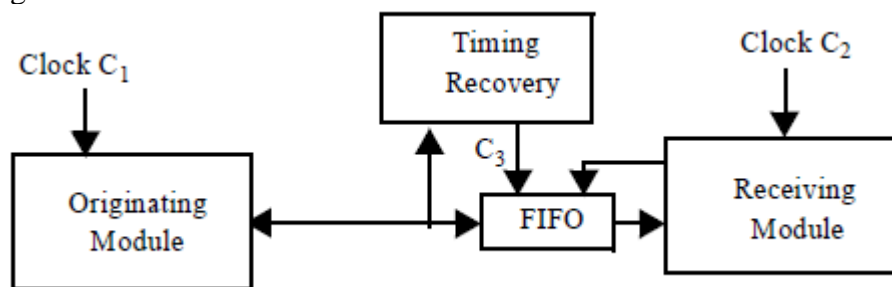 Clock C₁
Timing
Recovery
Clock C₂
C₃
Originating
Module
FIFO
Receiving
Module